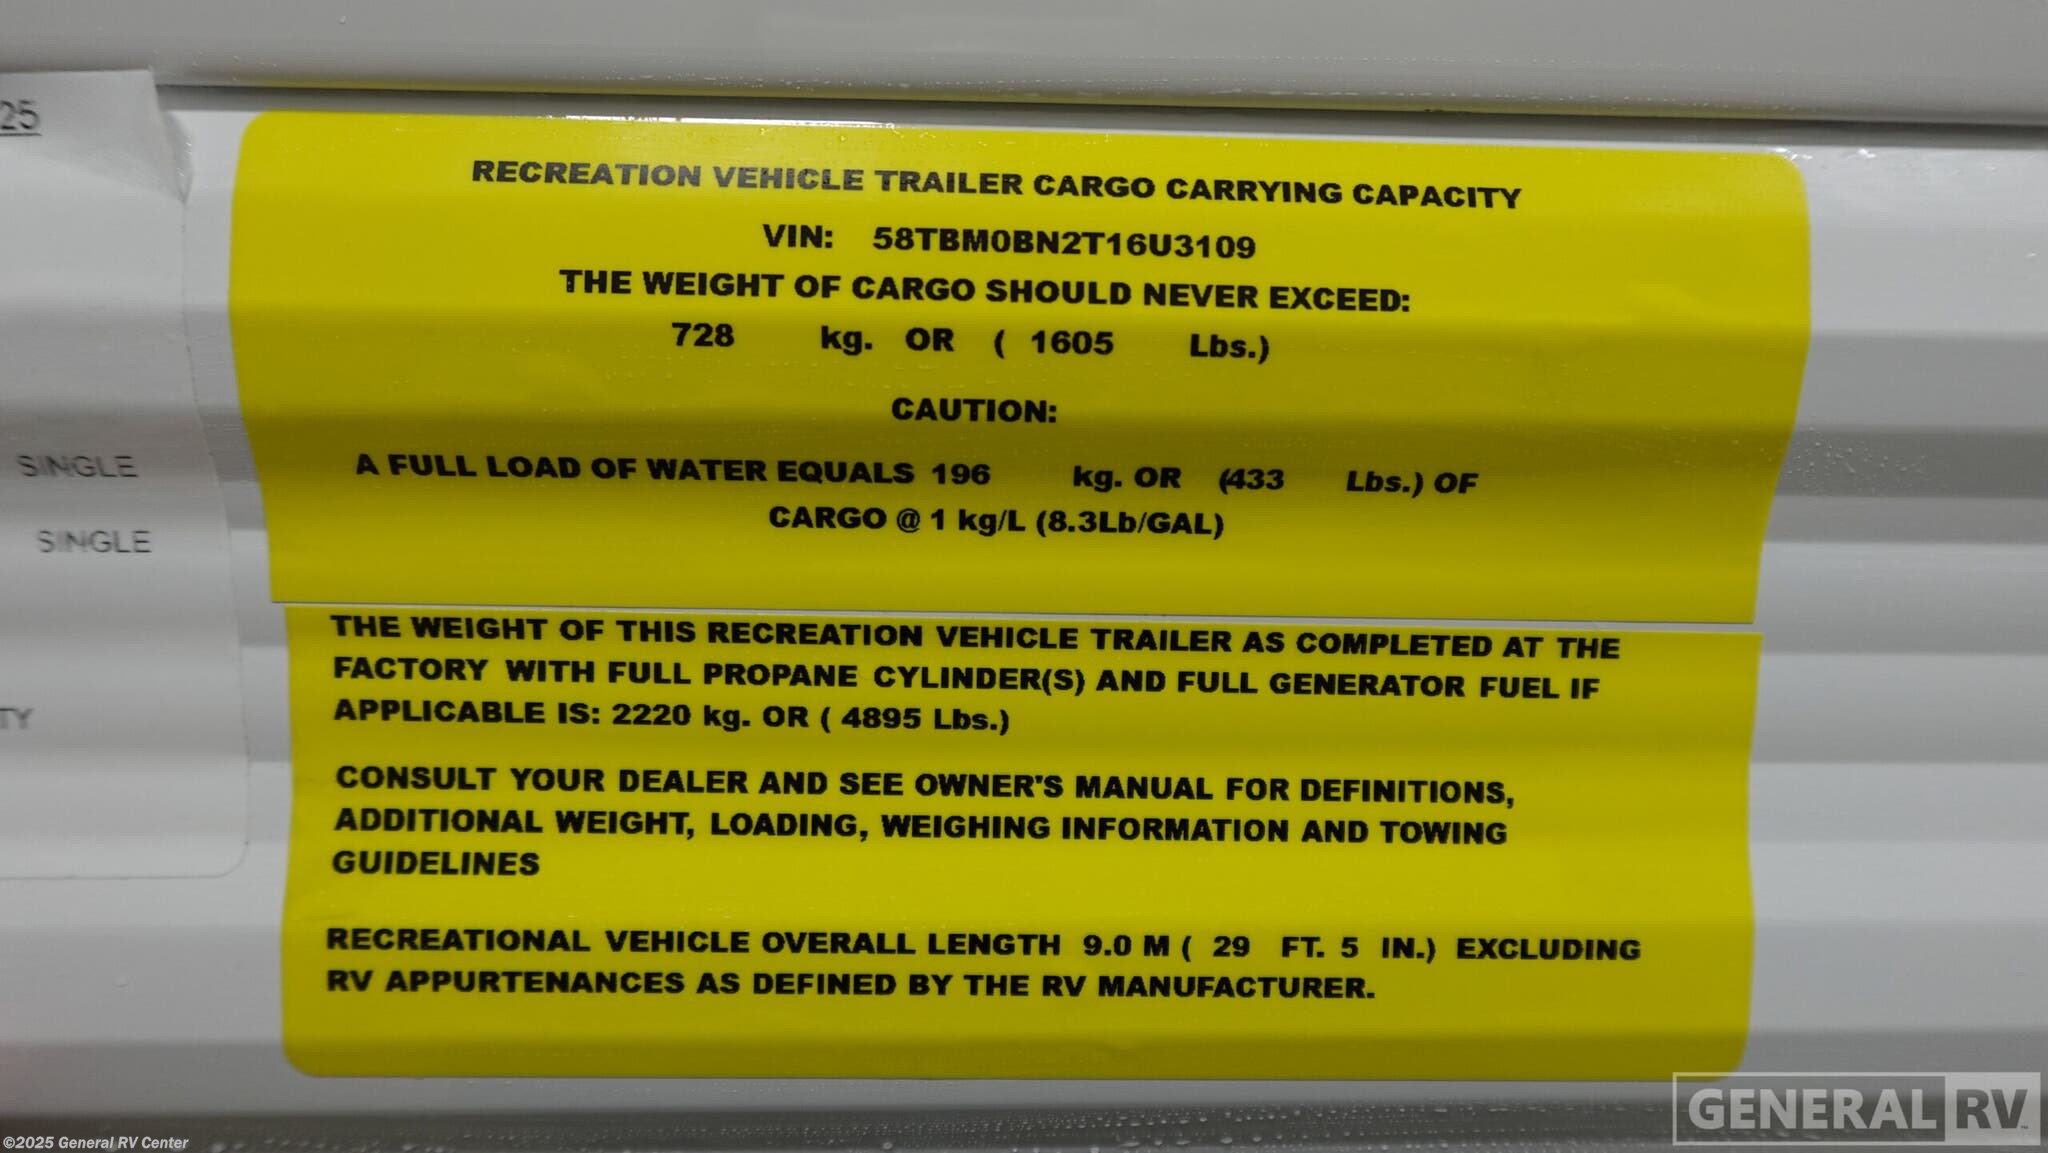 25
SINGLE
SINGLE
TY
RECREATION VEHICLE TRAILER CARGO CARRYING CAPACITY
VIN: 58TBM0BN2T16U3109
THE WEIGHT OF CARGO SHOULD NEVER EXCEED:
728 kg. OR ( 1605 Lbs.)
CAUTION:
A FULL LOAD OF WATER EQUALS 196 kg. OR (433 Lbs.) OF
CARGO @ 1 kg/L (8.3Lb/GAL)
THE WEIGHT OF THIS RECREATION VEHICLE TRAILER AS COMPLETED AT THE
FACTORY WITH FULL PROPANE CYLINDER(S) AND FULL GENERATOR FUEL IF
APPLICABLE IS: 2220 kg. OR ( 4895 Lbs.)
CONSULT YOUR DEALER AND SEE OWNER'S MANUAL FOR DEFINITIONS,
ADDITIONAL WEIGHT, LOADING, WEIGHING INFORMATION AND TOWING
GUIDELINES
RECREATIONAL VEHICLE OVERALL LENGTH 9.0 M ( 29 FT. 5 IN.) EXCLUDING
RV APPURTENANCES AS DEFINED BY THE RV MANUFACTURER.
GENERAL RV
©2025 General RV Center